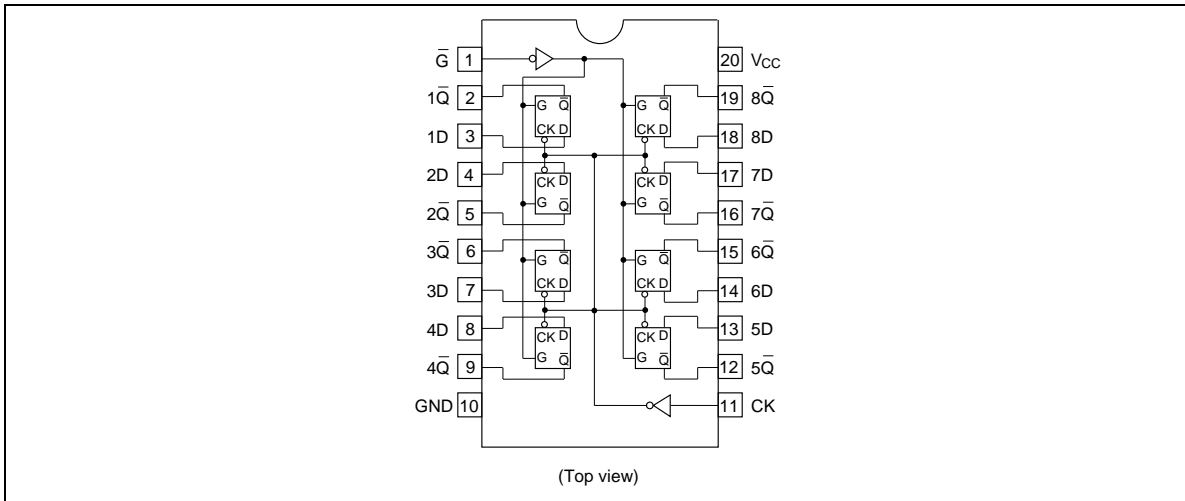 G̅ 1 20 VCC
1Q̅ 2 G Q̅ G Q̅ 19 8Q̅
1D 3 CK D CK D 18 8D
2D 4 CK D CK D 17 7D
2Q̅ 5 G Q̅ G Q̅ 16 7Q̅
3Q̅ 6 G Q̅ G Q̅ 15 6Q̅
3D 7 CK D CK D 14 6D
4D 8 CK D CK D 13 5D
4Q̅ 9 G Q̅ G Q̅ 12 5Q̅
GND 10 11 CK
(Top view)